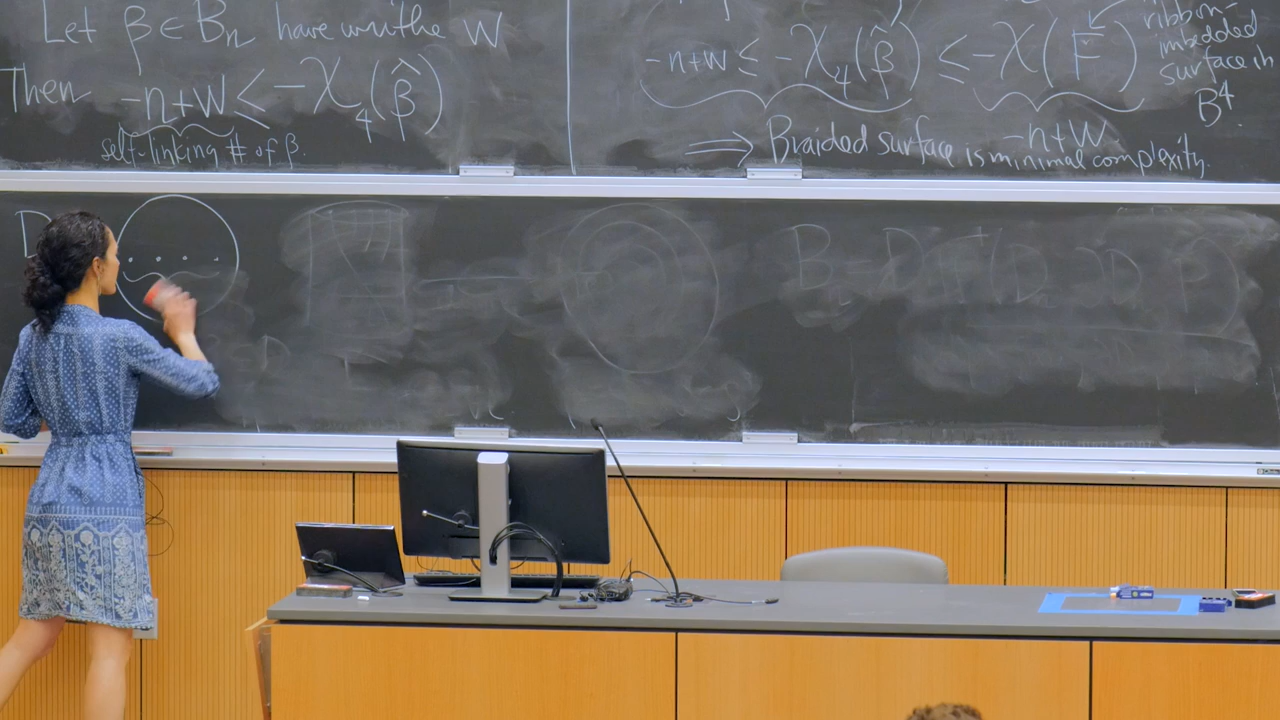 Let β ∈ Bn have writhe W
Then -n+W ≤ -χ₄(β̂)
self-linking # of β.
-n+W ≤ -χ₄(β̂) ≤ -χ(F)
ribbon-
imbedded
surface in
B⁴.
-n+W
⟹ Braided surface is minimal complexity.
D